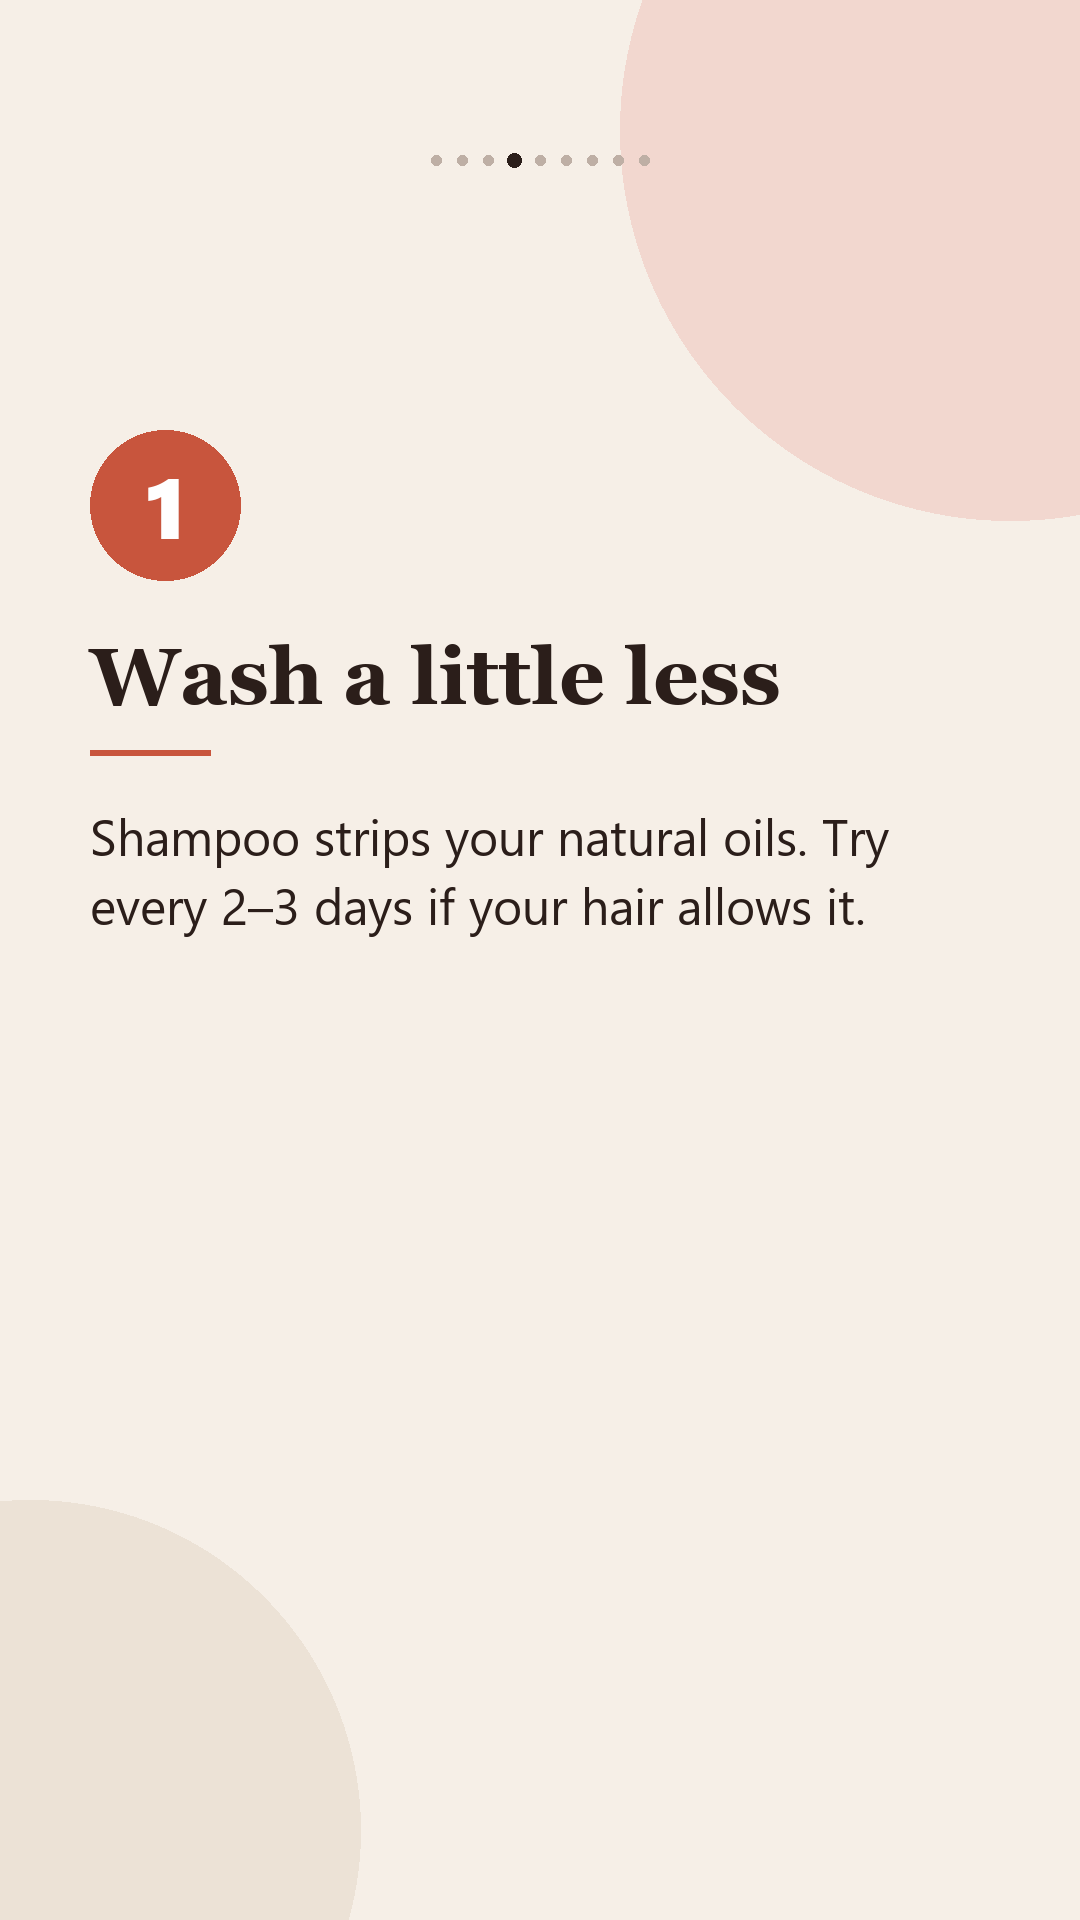 1
Wash a little less
Shampoo strips your natural oils. Try
every 2–3 days if your hair allows it.